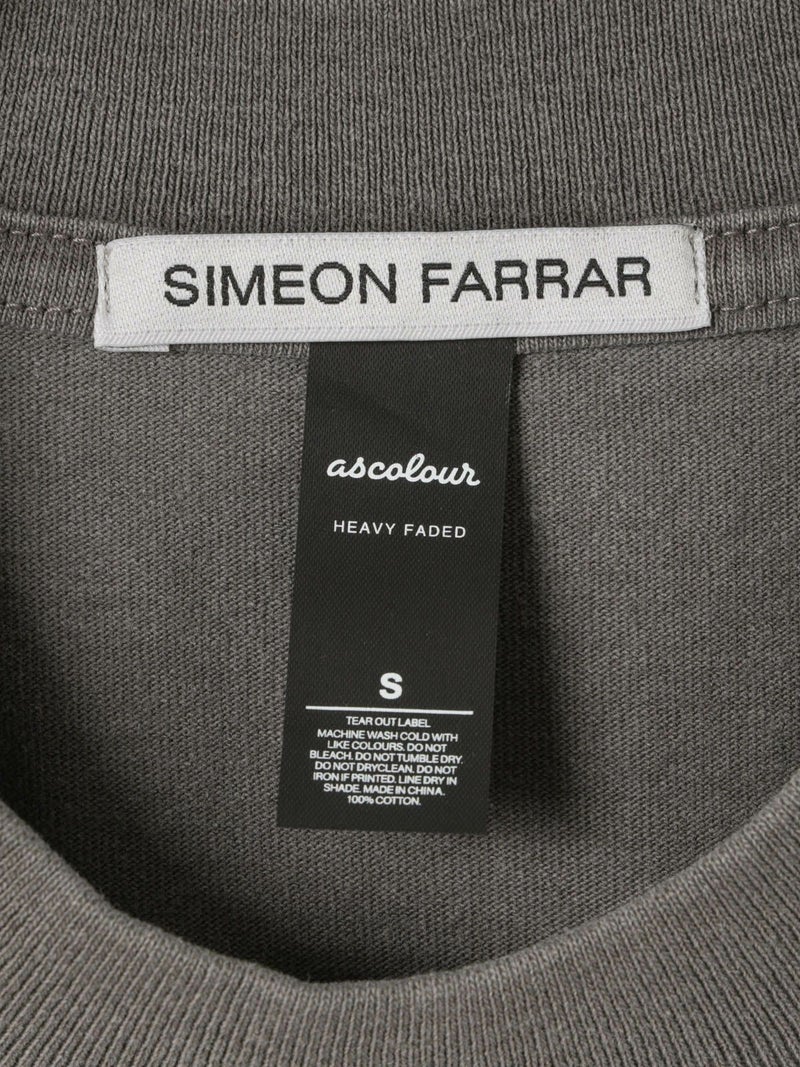 SIMEON FARRAR
ascolour
HEAVY FADED
S
TEAR OUT LABEL
MACHINE WASH COLD WITH
LIKE COLOURS. DO NOT
BLEACH. DO NOT TUMBLE DRY.
DO NOT DRYCLEAN. DO NOT
IRON IF PRINTED. LINE DRY IN
SHADE. MADE IN CHINA.
100% COTTON.